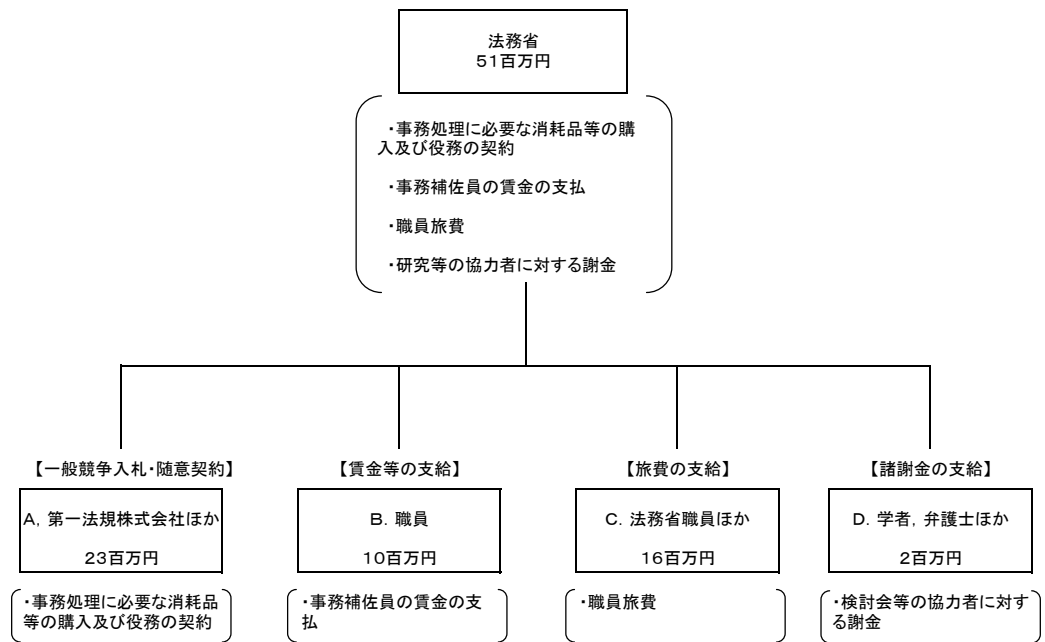 法務省
51百万円
・事務処理に必要な消耗品等の購
入及び役務の契約
・事務補佐員の賃金の支払
・職員旅費
・研究等の協力者に対する謝金
【一般競争入札・随意契約】
A, 第一法規株式会社ほか
23百万円
・事務処理に必要な消耗品
等の購入及び役務の契約
【賃金等の支給】
B. 職員
10百万円
・事務補佐員の賃金の支
払
【旅費の支給】
C. 法務省職員ほか
16百万円
・職員旅費
【諸謝金の支給】
D. 学者, 弁護士ほか
2百万円
・検討会等の協力者に対す
る謝金